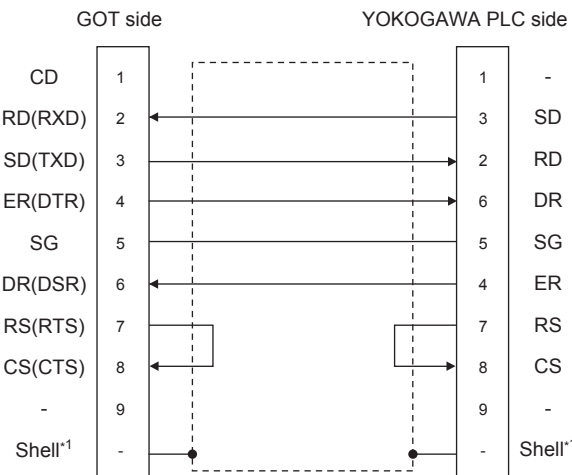 GOT side YOKOGAWA PLC side
CD 1 1 -
RD(RXD) 2 3 SD
SD(TXD) 3 2 RD
ER(DTR) 4 6 DR
SG 5 5 SG
DR(DSR) 6 4 ER
RS(RTS) 7 7 RS
CS(CTS) 8 8 CS
- 9 9 -
Shell*1 - - Shell*